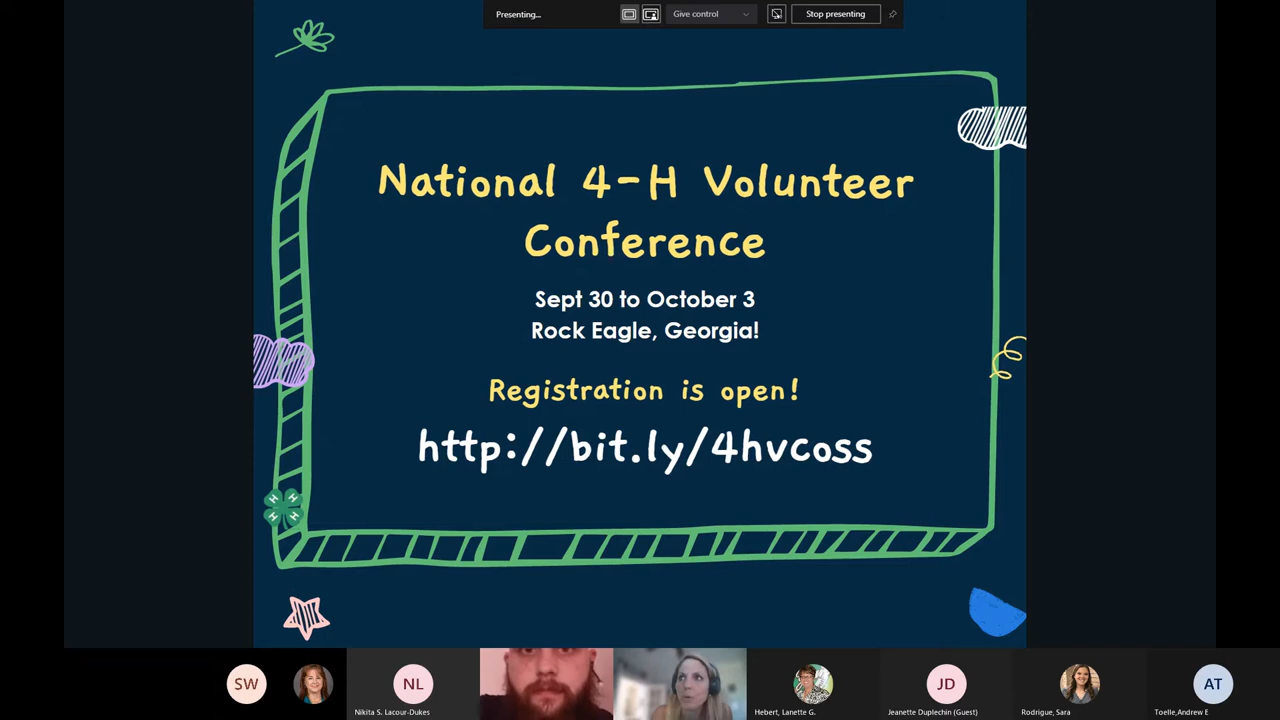 Presenting...
Give control
Stop presenting
National 4-H Volunteer
Conference
Sept 30 to October 3
Rock Eagle, Georgia!
Registration is open!
http://bit.ly/4hvcoss
H H
H H
SW
NL
JD
AT
Nikita S. Lacour-Dukes
Hebert, Lanette G.
Jeanette Duplechin (Guest)
Rodrigue, Sara
Toelle,Andrew E